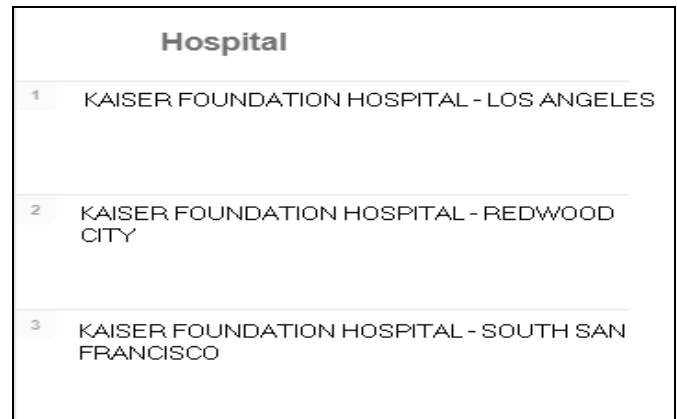 Hospital
1 KAISER FOUNDATION HOSPITAL - LOS ANGELES
2 KAISER FOUNDATION HOSPITAL - REDWOOD
CITY
3 KAISER FOUNDATION HOSPITAL - SOUTH SAN
FRANCISCO